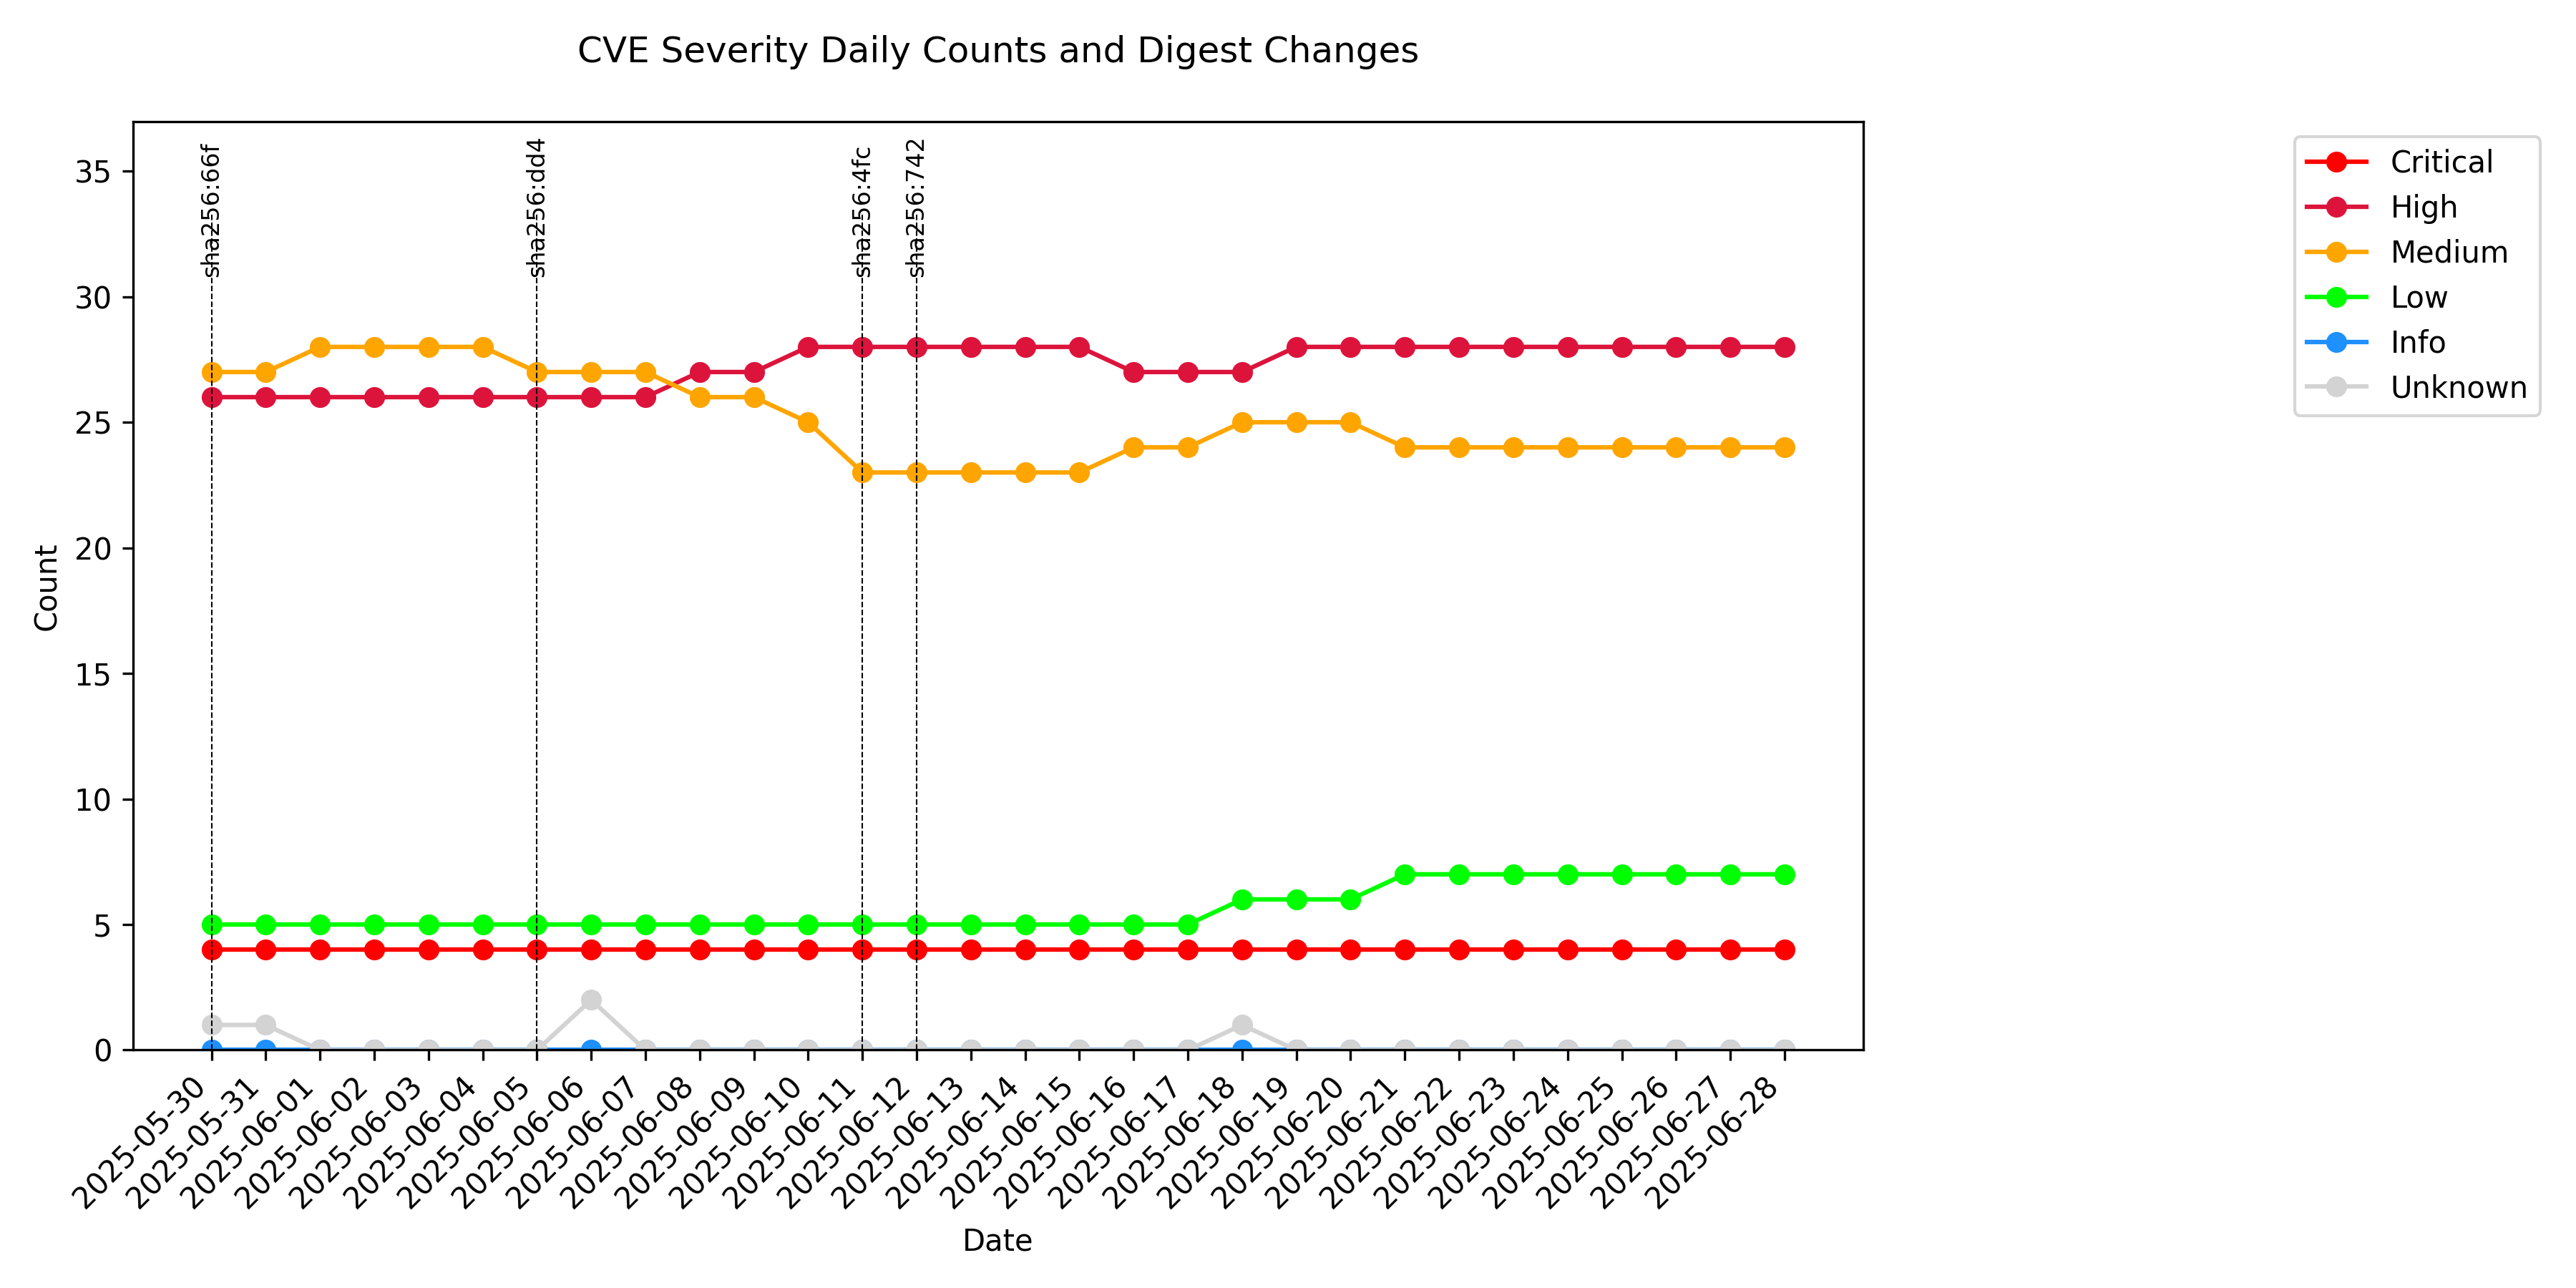 CVE Severity Daily Counts and Digest Changes
sha256:66f
sha256:dd4
sha256:4fc
sha256:742
Critical
High
Medium
Low
Info
Unknown
Count
35
30
25
20
15
10
5
0
2025-05-30
2025-05-31
2025-06-01
2025-06-02
2025-06-03
2025-06-04
2025-06-05
2025-06-06
2025-06-07
2025-06-08
2025-06-09
2025-06-10
2025-06-11
2025-06-12
2025-06-13
2025-06-14
2025-06-15
2025-06-16
2025-06-17
2025-06-18
2025-06-19
2025-06-20
2025-06-21
2025-06-22
2025-06-23
2025-06-24
2025-06-25
2025-06-26
2025-06-27
2025-06-28
Date